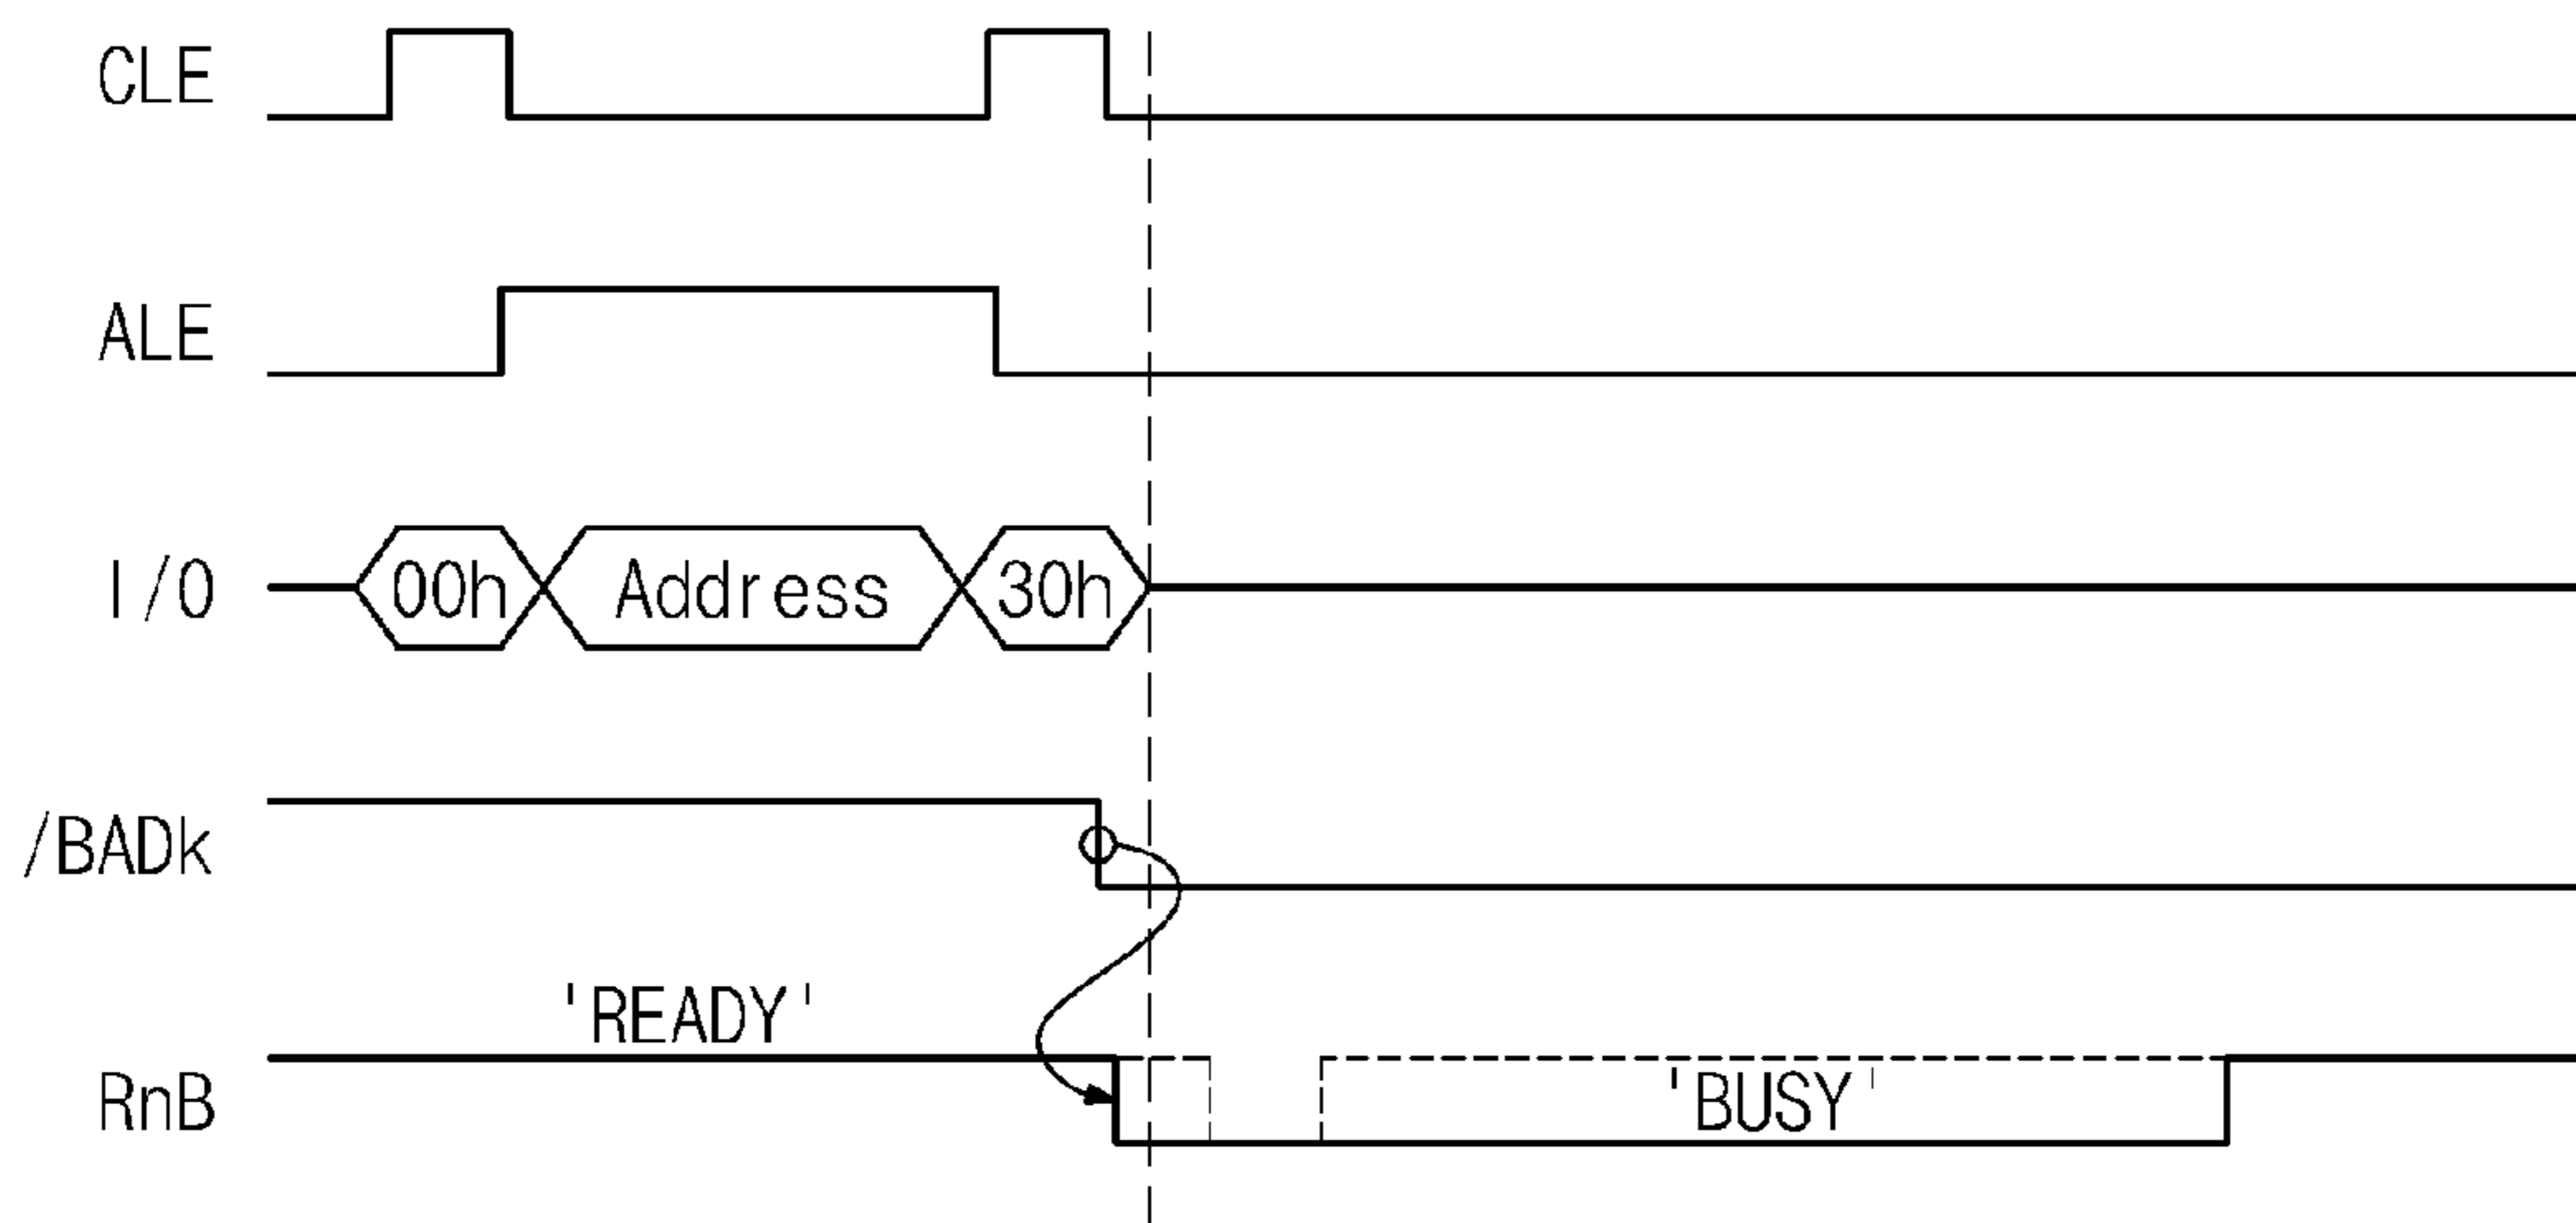 CLE
ALE
I/O 00h Address 30h
/BADk
'READY'
RnB 'BUSY'